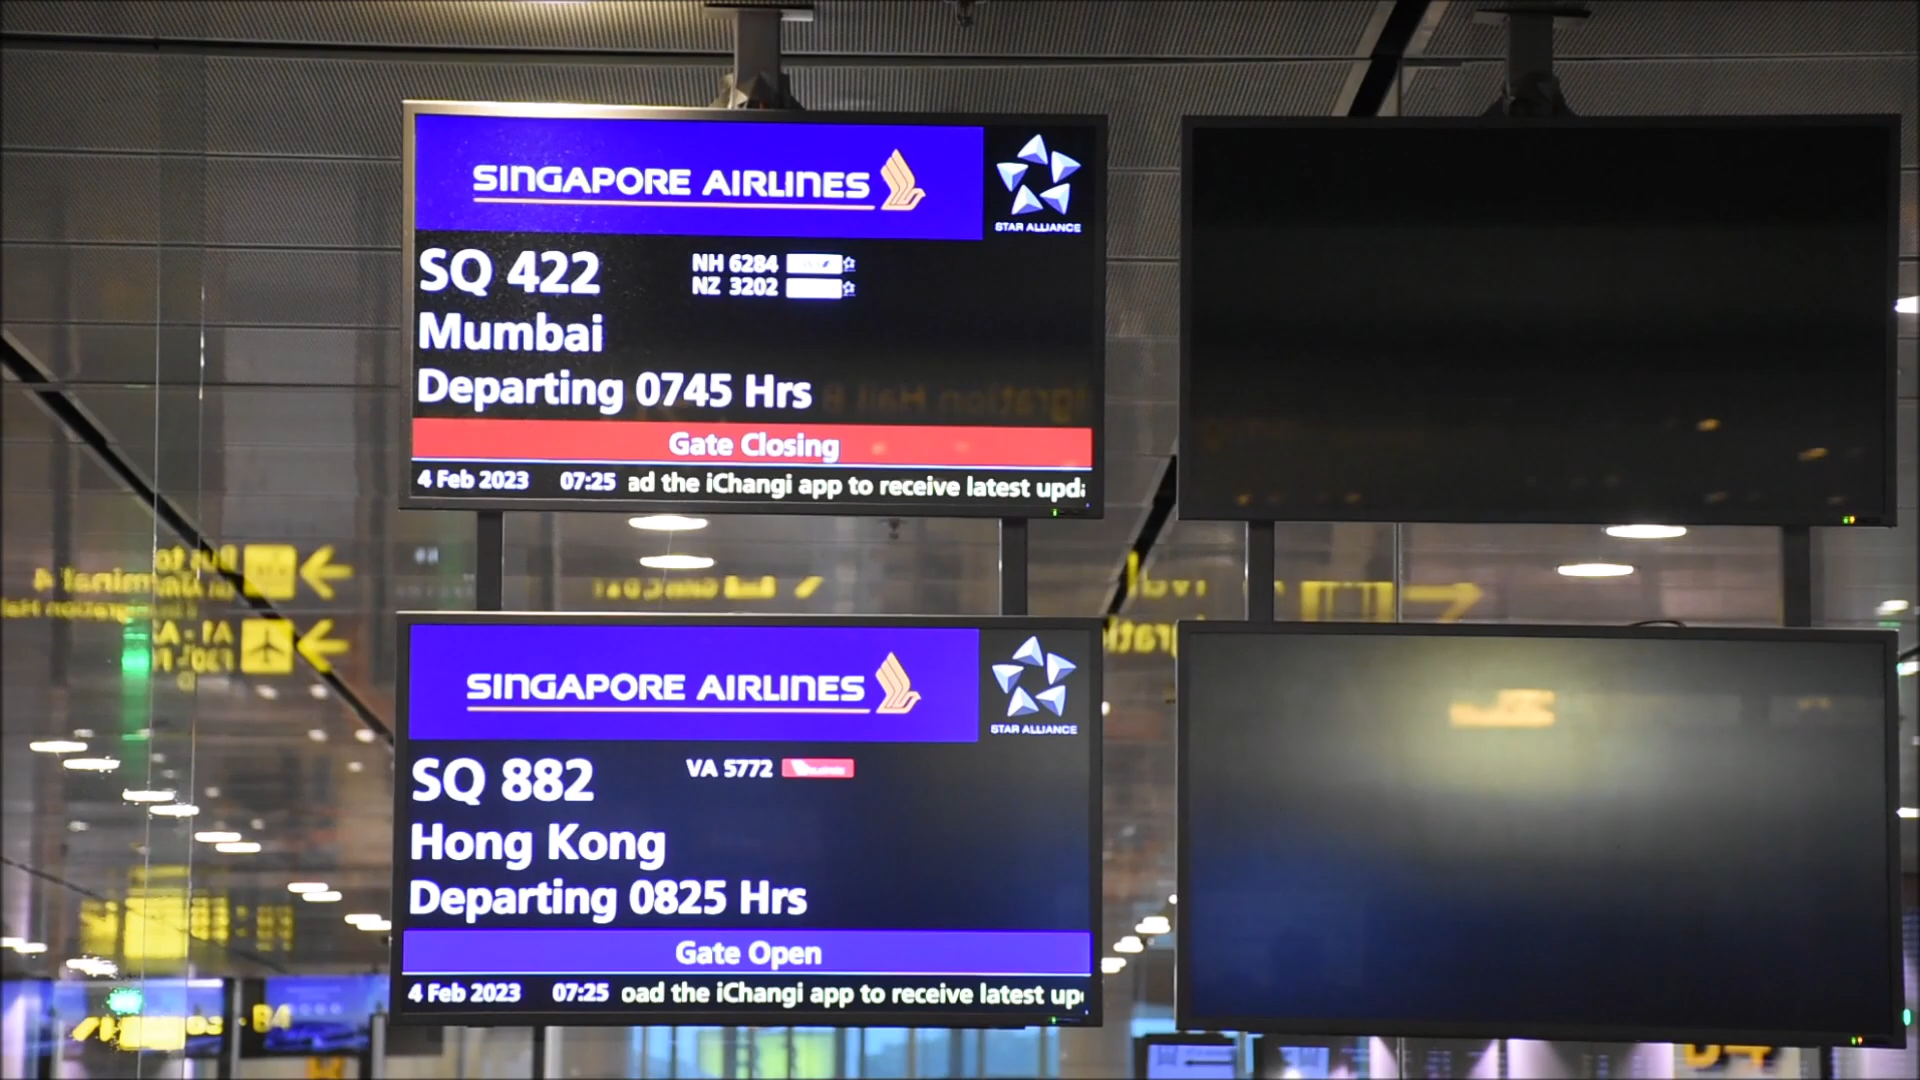 SINGAPORE AIRLINES
STAR ALLIANCE
SQ 422
NH 6284
NZ 3202
Mumbai
Departing 0745 Hrs
Gate Closing
4 Feb 2023 07:25 ad the iChangi app to receive latest upda
SINGAPORE AIRLINES
STAR ALLIANCE
SQ 882
VA 5772
Hong Kong
Departing 0825 Hrs
Gate Open
4 Feb 2023 07:25 oad the iChangi app to receive latest up